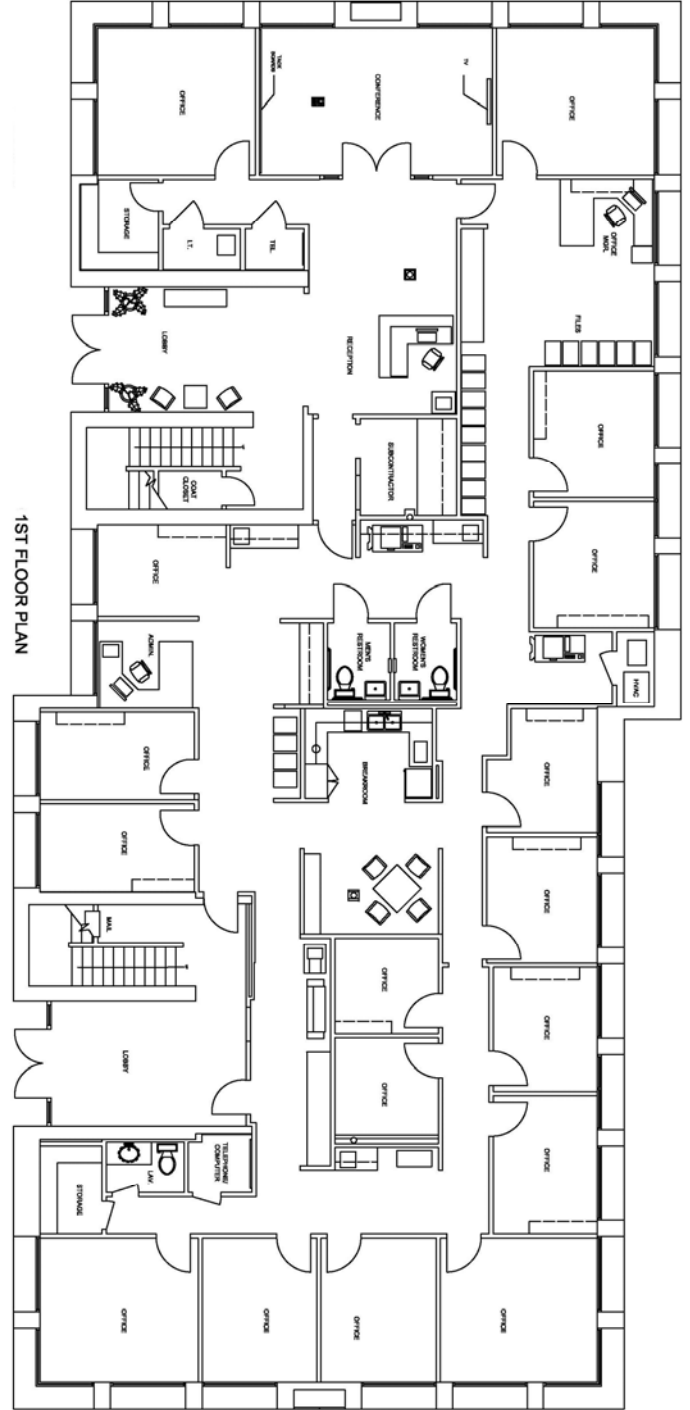 OFFICE
CONFERENCE
TV
OFFICE
STORAGE
LT.
TEL.
OFFICE
MGR.
LOBBY
RECEPTION
FILES
OFFICE
COAT
CLOSET
SUBCONTRACTOR
OFFICE
1ST FLOOR PLAN
OFFICE
ADMIN.
MEN'S
RESTROOM
WOMEN'S
RESTROOM
HVAC
OFFICE
BREAKROOM
OFFICE
OFFICE
OFFICE
MAIL
OFFICE
OFFICE
LOBBY
OFFICE
OFFICE
STORAGE
LAV.
TELEPHONE/
COMPUTER
OFFICE
OFFICE
OFFICE
OFFICE